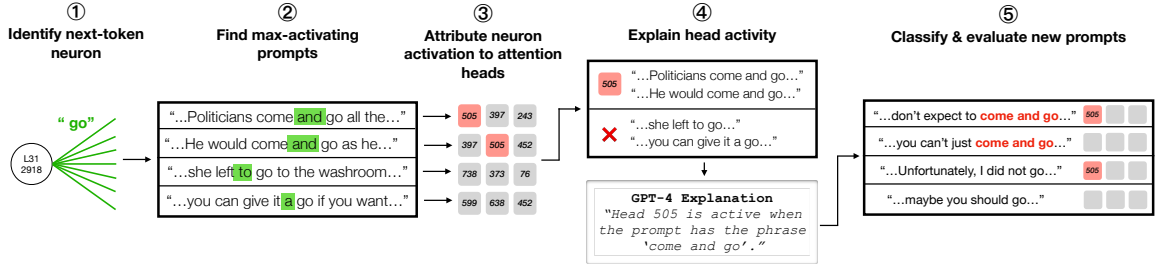 ①
Identify next-token
neuron
②
Find max-activating
prompts
③
Attribute neuron
activation to attention
heads
④
Explain head activity
⑤
Classify & evaluate new prompts
“ go”
L31
2918
“…Politicians come and go all the…”
“…He would come and go as he…”
“…she left to go to the washroom…”
“…you can give it a go if you want…”
505 397 243
397 505 452
738 373 76
599 638 452
505
“…Politicians come and go…”
“…He would come and go…”
“…she left to go…”
“…you can give it a go…”
GPT-4 Explanation
“Head 505 is active when
the prompt has the phrase
‘come and go’.”
“…don’t expect to come and go…” 505
“…you can’t just come and go…”
“…Unfortunately, I did not go…” 505
“…maybe you should go…”